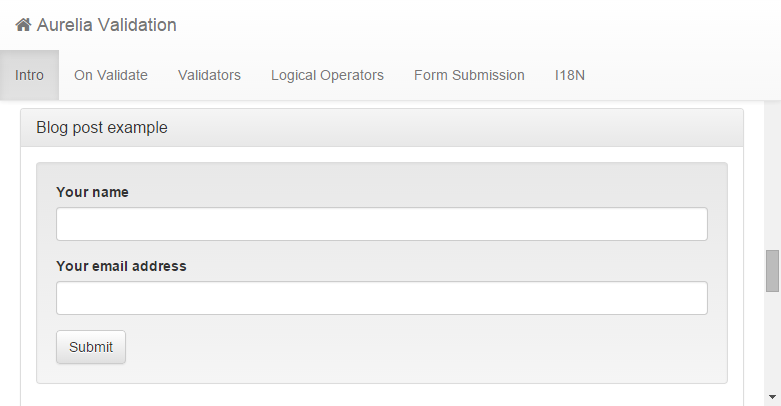 Aurelia Validation
Intro On Validate Validators Logical Operators Form Submission I18N
Blog post example
Your name
Your email address
Submit